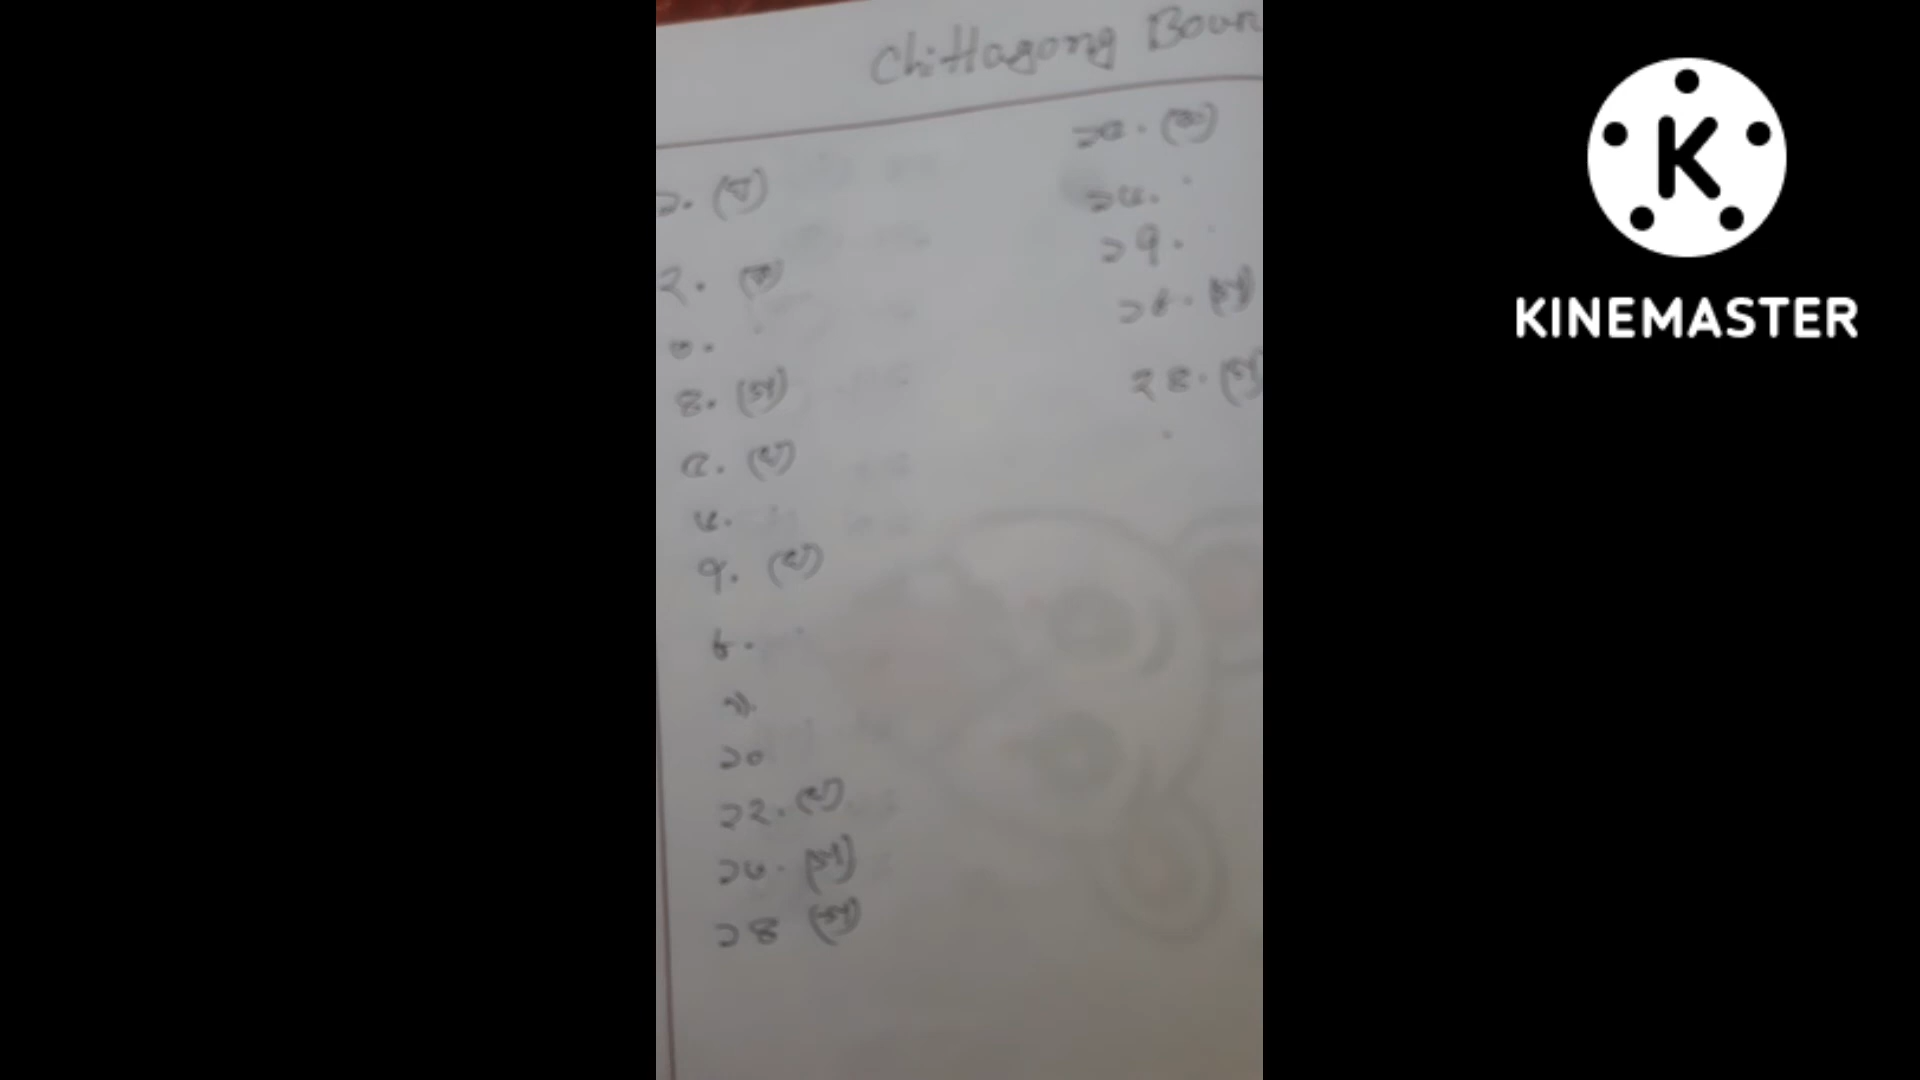 Chittagong
১. 
২. (ক)
৩.
৪. (গ)
৫. (খ)
৬.
৭. (খ)
৮.
৯.
১০
১২. (খ)
১৩. (গ)
১৪ (গ)
১৫. (ক)
১৬.
১৭.
১৮. (গ)
২৪. (গ)
KINEMASTER